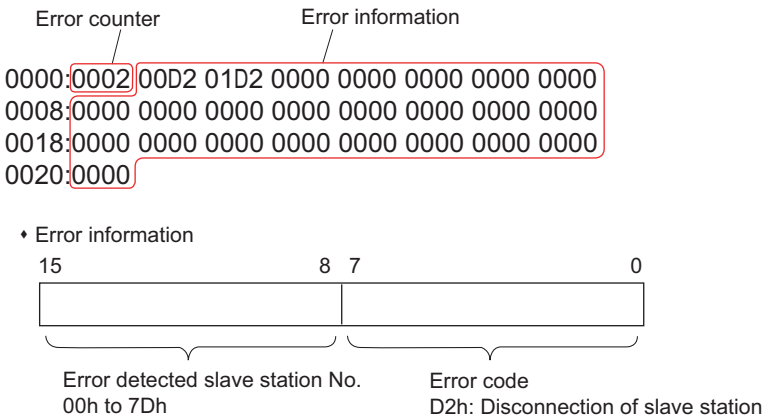 Error counter Error information
0000:0002 00D2 01D2 0000 0000 0000 0000 0000
0008:0000 0000 0000 0000 0000 0000 0000 0000
0018:0000 0000 0000 0000 0000 0000 0000 0000
0020:0000
♦ Error information
15 8 7 0
Error detected slave station No. Error code
00h to 7Dh D2h: Disconnection of slave station